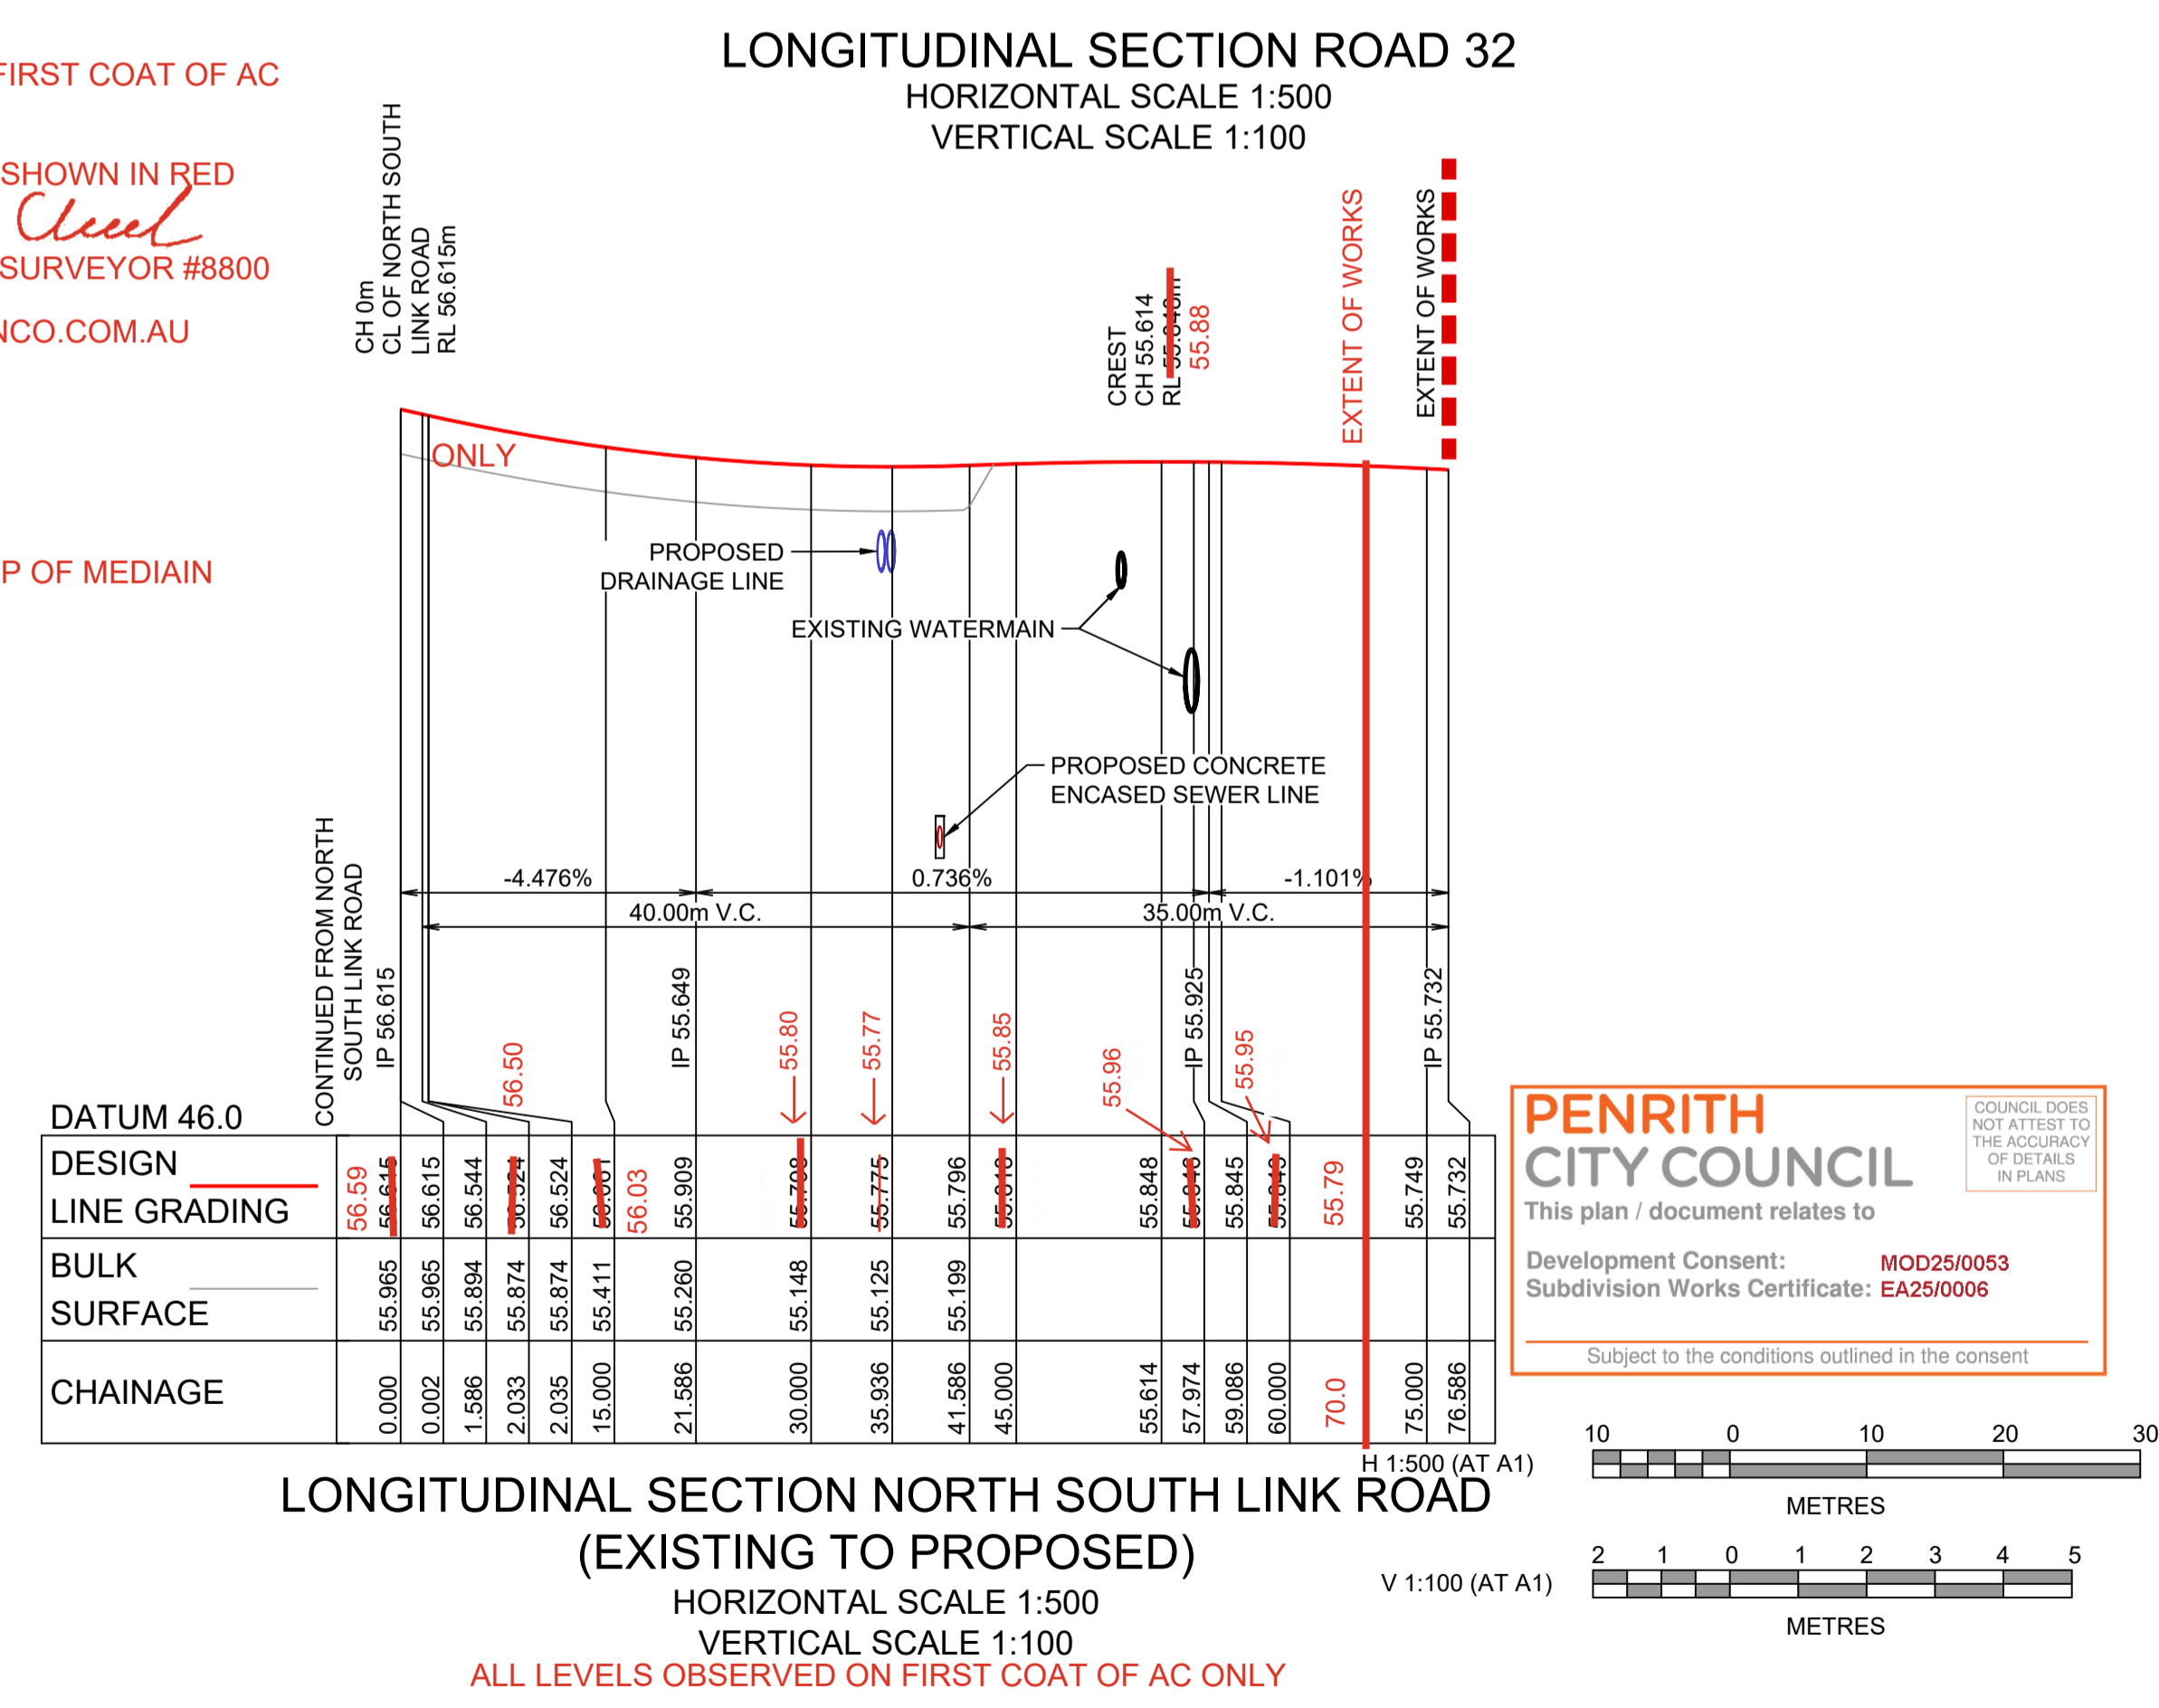 LONGITUDINAL SECTION ROAD 32
HORIZONTAL SCALE 1:500
VERTICAL SCALE 1:100
FIRST COAT OF AC
SHOWN IN RED
SURVEYOR #8800
NCO.COM.AU
P OF MEDIAIN
CH 0m
CL OF NORTH SOUTH
LINK ROAD
RL 56.615m
CREST
CH 55.614
RL
55.88
EXTENT OF WORKS
EXTENT OF WORKS
ONLY
PROPOSED
DRAINAGE LINE
EXISTING WATERMAIN
PROPOSED CONCRETE
ENCASED SEWER LINE
-4.476%
0.736%
-1.101%
40.00m V.C.
35.00m V.C.
CONTINUED FROM NORTH
SOUTH LINK ROAD
IP 56.615
IP 55.649
IP 55.925
IP 55.732
56.50
55.80
55.77
55.85
55.96
55.95
DATUM 46.0
DESIGN
LINE GRADING
56.59 56.615 56.615 56.544 56.524 56.524 56.03 55.909 55.775 55.796 55.848 55.845 55.79 55.749 55.732
BULK
SURFACE
55.965 55.965 55.894 55.874 55.874 55.411 55.260 55.148 55.125 55.199
CHAINAGE
0.000 0.002 1.586 2.033 2.035 15.000 21.586 30.000 35.936 41.586 45.000 55.614 57.974 59.086 60.000 70.0 75.000 76.586
LONGITUDINAL SECTION NORTH SOUTH LINK ROAD
(EXISTING TO PROPOSED)
HORIZONTAL SCALE 1:500
VERTICAL SCALE 1:100
ALL LEVELS OBSERVED ON FIRST COAT OF AC ONLY
PENRITH
CITY COUNCIL
COUNCIL DOES
NOT ATTEST TO
THE ACCURACY
OF DETAILS
IN PLANS
This plan / document relates to
Development Consent: MOD25/0053
Subdivision Works Certificate: EA25/0006
Subject to the conditions outlined in the consent
10 0 10 20 30
H 1:500 (AT A1)
METRES
2 1 0 1 2 3 4 5
V 1:100 (AT A1)
METRES